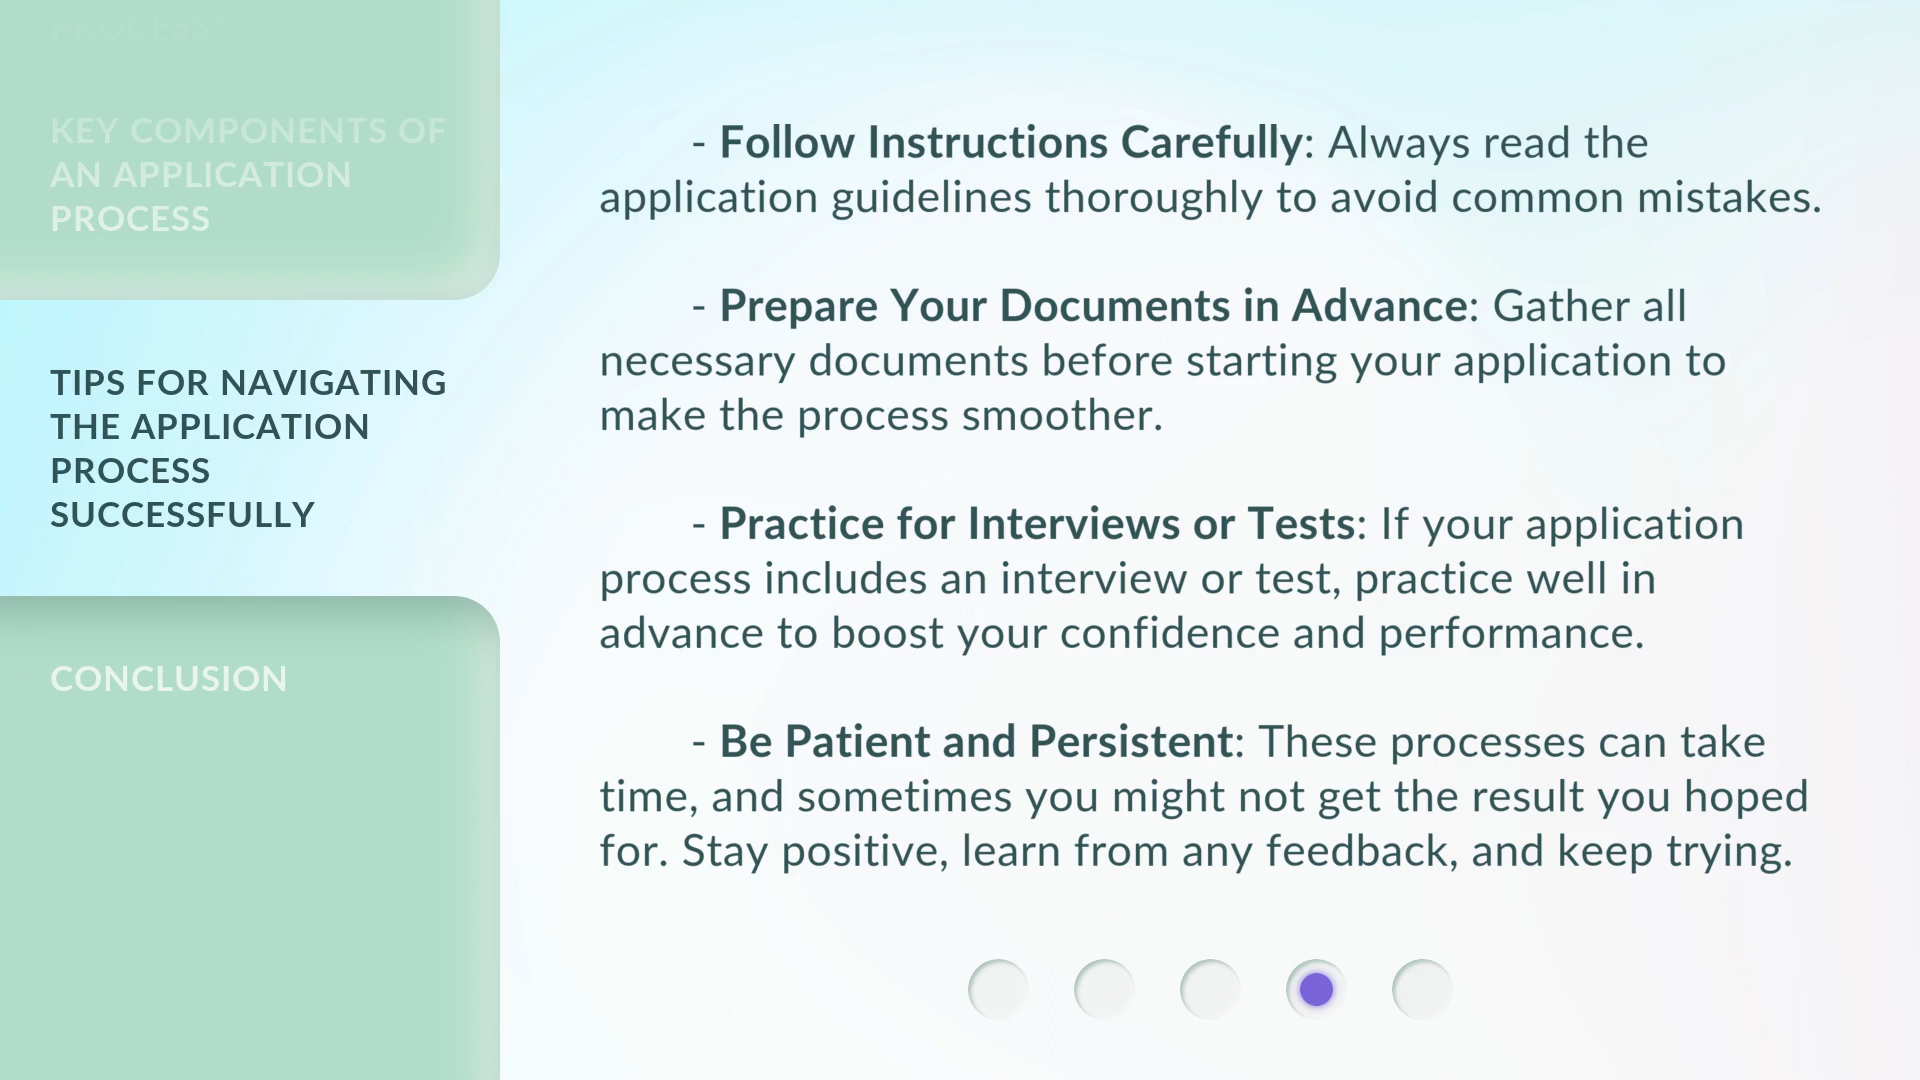 PROCESS?
KEY COMPONENTS OF
AN APPLICATION
PROCESS
TIPS FOR NAVIGATING
THE APPLICATION
PROCESS
SUCCESSFULLY
CONCLUSION
- Follow Instructions Carefully: Always read the
application guidelines thoroughly to avoid common mistakes.
- Prepare Your Documents in Advance: Gather all
necessary documents before starting your application to
make the process smoother.
- Practice for Interviews or Tests: If your application
process includes an interview or test, practice well in
advance to boost your confidence and performance.
- Be Patient and Persistent: These processes can take
time, and sometimes you might not get the result you hoped
for. Stay positive, learn from any feedback, and keep trying.